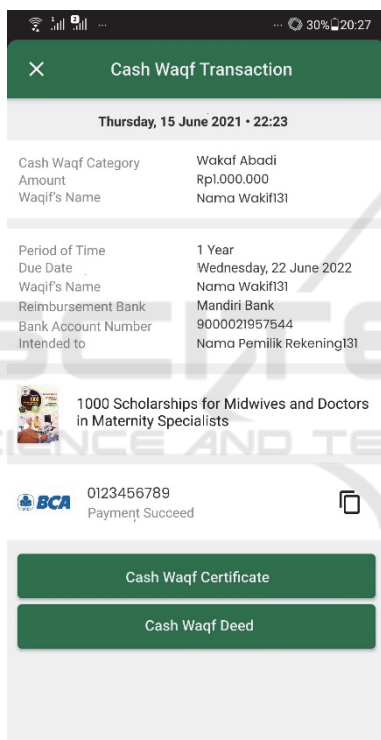 30% 20:27
Cash Waqf Transaction
Thursday, 15 June 2021 • 22:23
Cash Waqf Category Wakaf Abadi
Amount Rp1.000.000
Waqif's Name Nama Wakif131
Period of Time 1 Year
Due Date Wednesday, 22 June 2022
Waqif's Name Nama Wakif131
Reimbursement Bank Mandiri Bank
Bank Account Number 9000021957544
Intended to Nama Pemilik Rekening131
1000 Scholarships for Midwives and Doctors
in Maternity Specialists
BCA 0123456789
Payment Succeed
Cash Waqf Certificate
Cash Waqf Deed